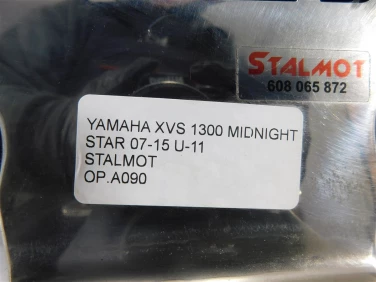 STALMOT
608 065 872
YAMAHA XVS 1300 MIDNIGHT
STAR 07-15 U-11
STALMOT
OP.A090